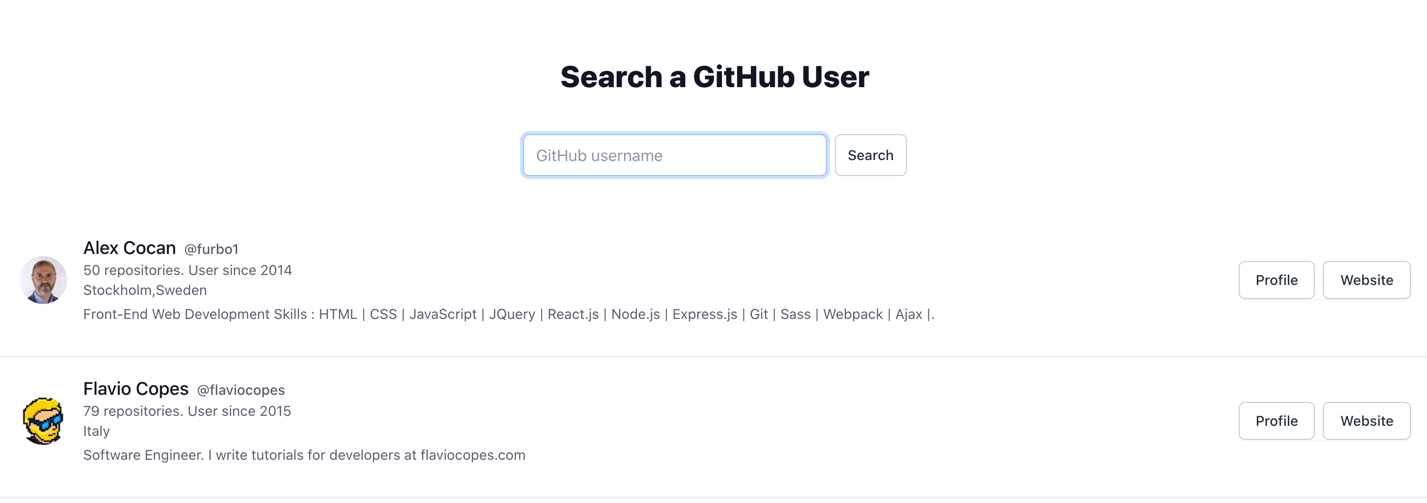 Search a GitHub User
GitHub username
Search
Alex Cocan @furbo1
50 repositories. User since 2014
Stockholm,Sweden
Front-End Web Development Skills : HTML | CSS | JavaScript | JQuery | React.js | Node.js | Express.js | Git | Sass | Webpack | Ajax |.
Profile
Website
Flavio Copes @flaviocopes
79 repositories. User since 2015
Italy
Software Engineer. I write tutorials for developers at flaviocopes.com
Profile
Website